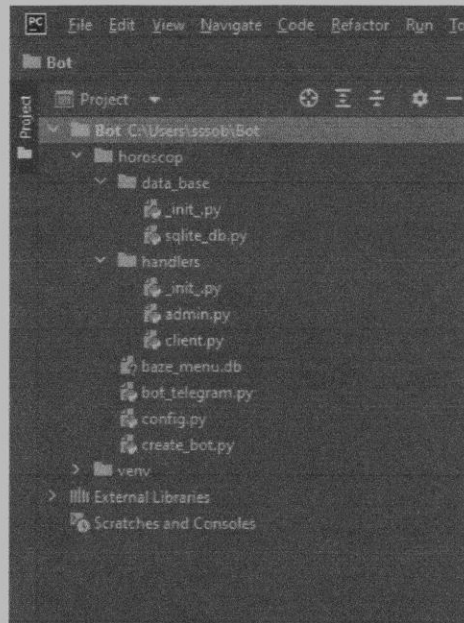 PC File Edit View Navigate Code Refactor Run To
Bot
Project
Project
Bot C:\Users\sssob\Bot
horoscop
data_base
_init_.py
sqlite_db.py
handlers
_init_.py
admin.py
client.py
baze_menu.db
bot_telegram.py
config.py
create_bot.py
venv
External Libraries
Scratches and Consoles